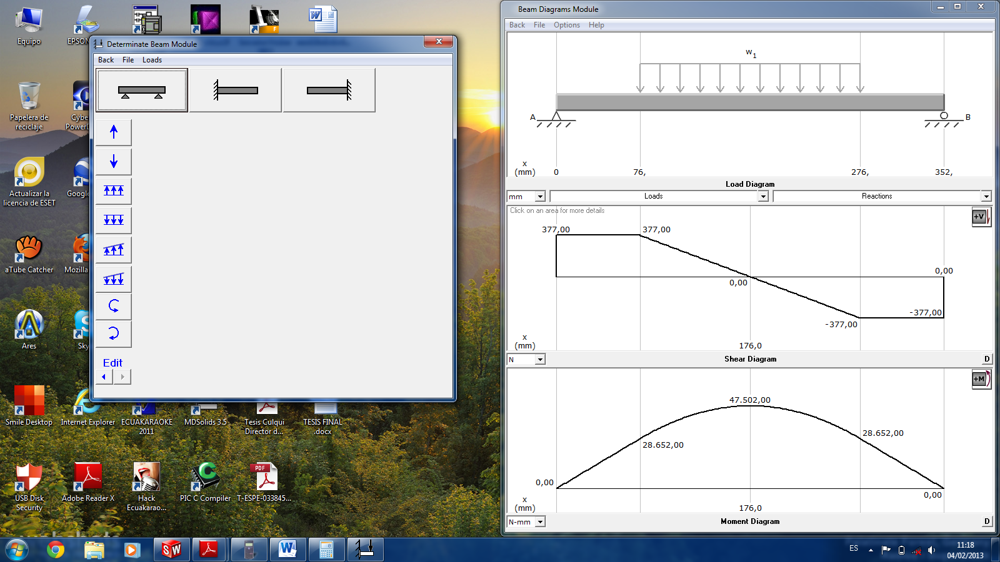 Equipo
EPSON
Papelera de
reciclaje
Cybe
PowerD
Actualizar la
licencia de ESET
Google
aTube Catcher
Mozilla
Ares
Sky
Smile Desktop
Internet Explorer
ECUAKARAOKE
2011
MDSolids 3.5
Tesis Culqui
Director d...
TESIS FINAL
.docx
USB Disk
Security
Adobe Reader X
Hack
Ecuakarao...
PIC C Compiler
PDF
T-ESPE-033845...
Determinate Beam Module
Back File Loads
Edit
Beam Diagrams Module
Back File Options Help
w1
A
B
x
(mm) 0 76, 276, 352,
Load Diagram
mm Loads Reactions
Click on an area for more details
+V
377,00 377,00
0,00
0,00
-377,00
-377,00
x
(mm) 176,0
N Shear Diagram D
+M
47.502,00
28.652,00
28.652,00
0,00
0,00
x
(mm) 176,0
N-mm Moment Diagram D
SW
W
ES
11:18
04/02/2013